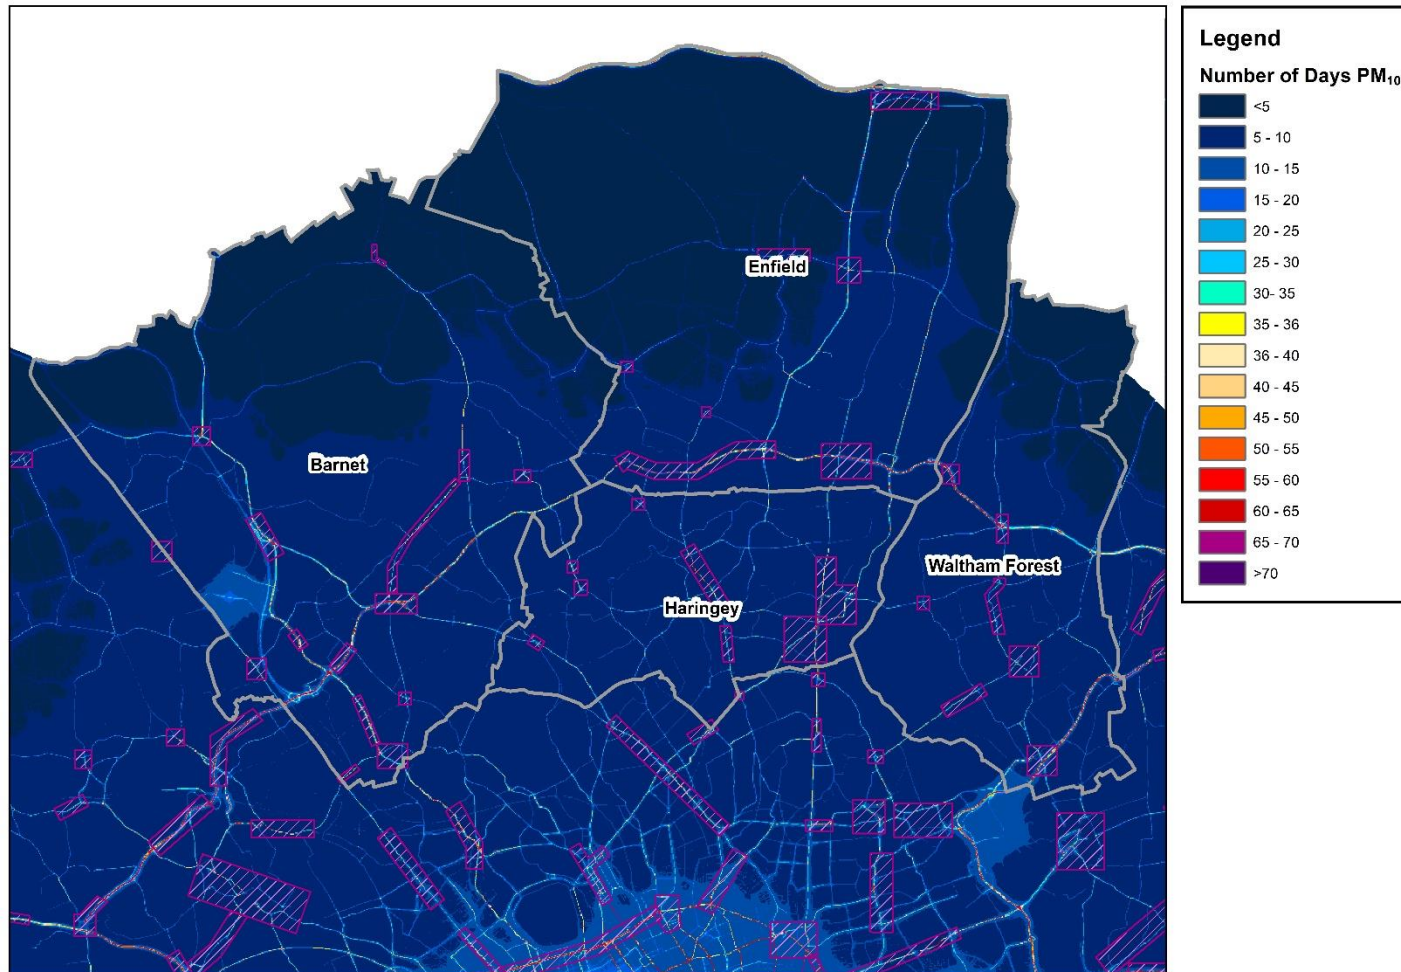 Legend
Number of Days PM₁₀
<5
5 - 10
10 - 15
15 - 20
20 - 25
25 - 30
30- 35
35 - 36
36 - 40
40 - 45
45 - 50
50 - 55
55 - 60
60 - 65
65 - 70
>70
Enfield
Barnet
Waltham Forest
Haringey